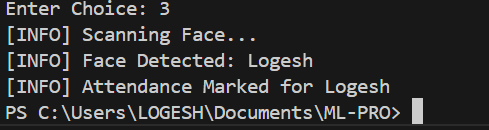 Enter Choice: 3
[INFO] Scanning Face...
[INFO] Face Detected: Logesh
[INFO] Attendance Marked for Logesh
PS C:\Users\LOGESH\Documents\ML-PRO>